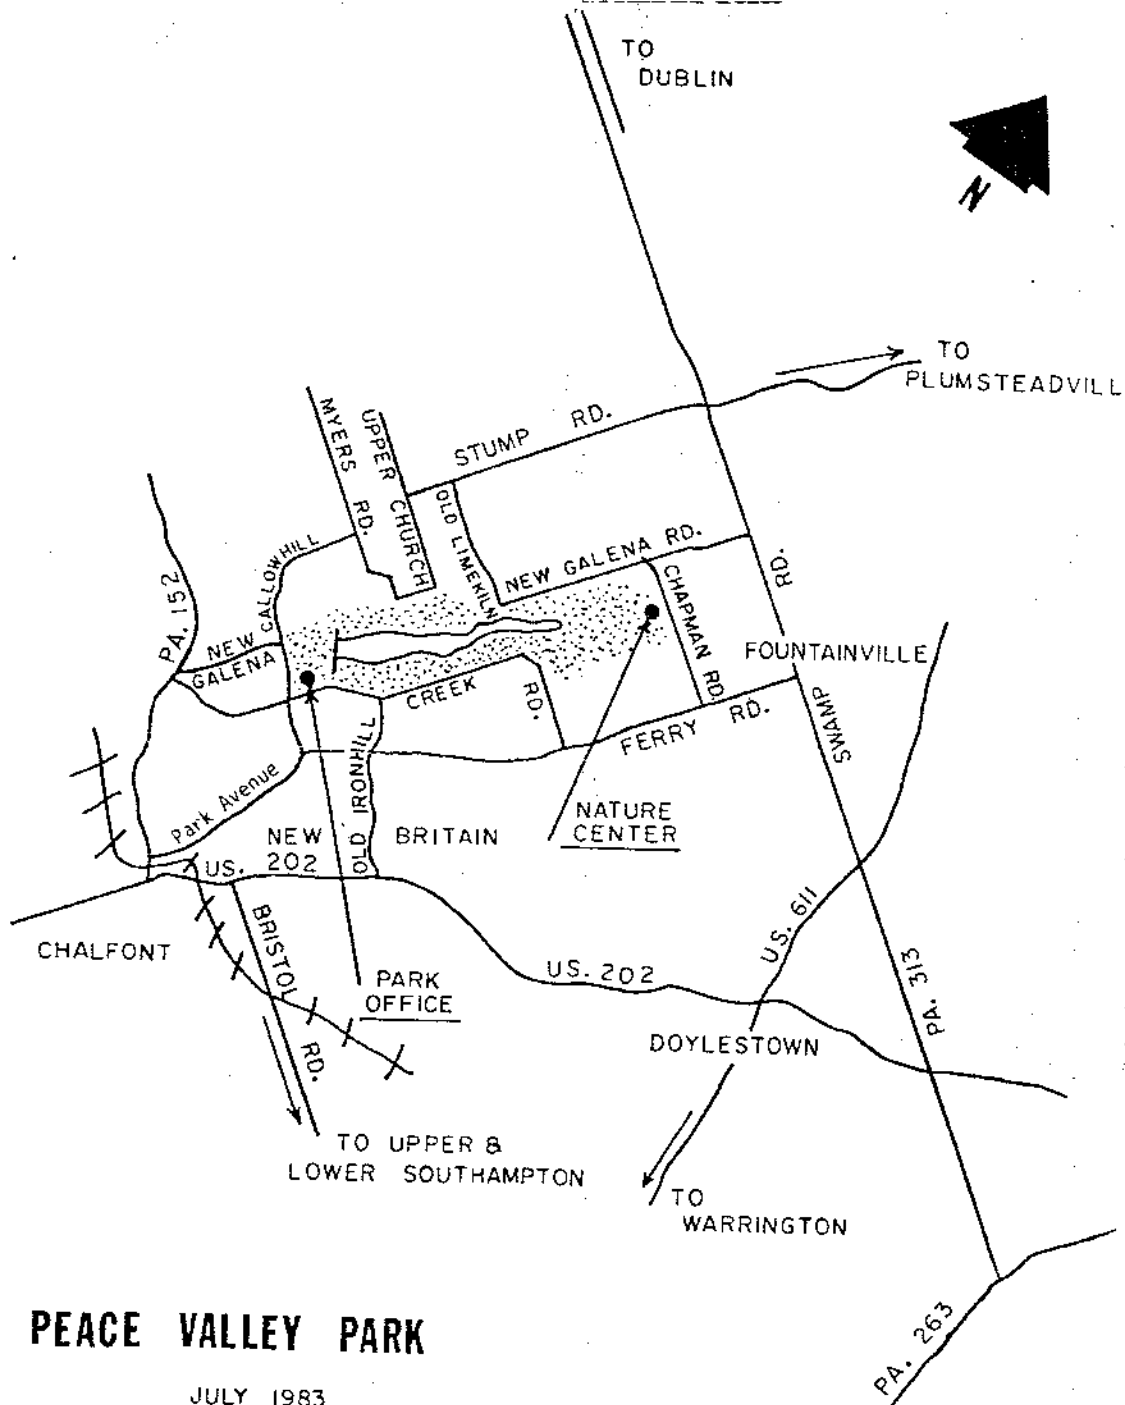 TO
DUBLIN
N
TO
PLUMSTEADVILL
STUMP RD.
MYERS RD.
UPPER CHURCH
OLD LIMEKILN
NEW GALENA RD.
CALLOWHILL
PA. 152
NEW
GALENA
CHAPMAN RD.
RD.
SWAMP
FOUNTAINVILLE
CREEK
RD.
FERRY RD.
OLD IRONHILL
Park Avenue
NATURE
CENTER
NEW BRITAIN
US. 202
CHALFONT
BRISTOL RD.
PARK
OFFICE
US. 202
US. 611
PA. 313
DOYLESTOWN
TO UPPER &
LOWER SOUTHAMPTON
TO
WARRINGTON
PA. 263
PEACE VALLEY PARK
JULY 1983